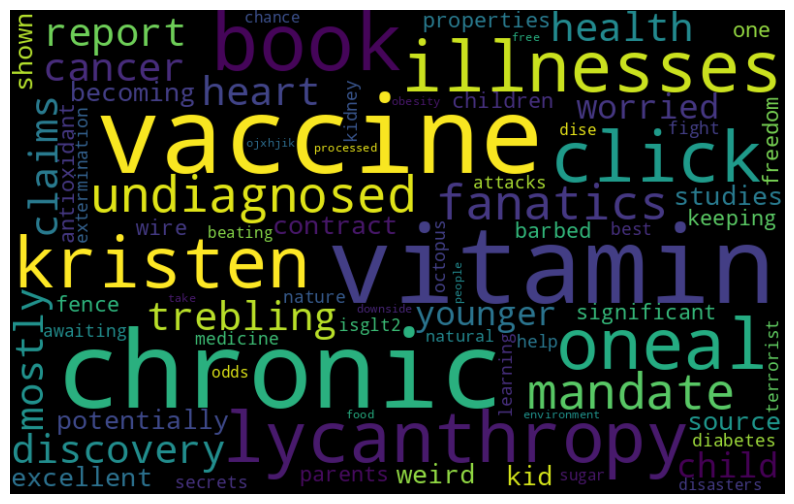 chance
properties
health
one
shown
report
book
free
illnesses
cancer
becoming
heart
kidney
obesity
children
worried
claims
antioxidant
extermination
vaccine
ojxhjik
processed
dise
fight
freedom
click
undiagnosed
attacks
fanatics
studies
keeping
wire
beating
contract
octopus
barbed
best
kristen
vitamin
nature
people
take
downside
mostly
fence
trebling
isglt2
younger
significant
awaiting
medicine
natural
help
chronic
odds
learning
oneal
terrorist
mandate
potentially
lycanthropy
food
environment
source
discovery
diabetes
child
excellent
secrets
parents
weird
kid
sugar
disasters